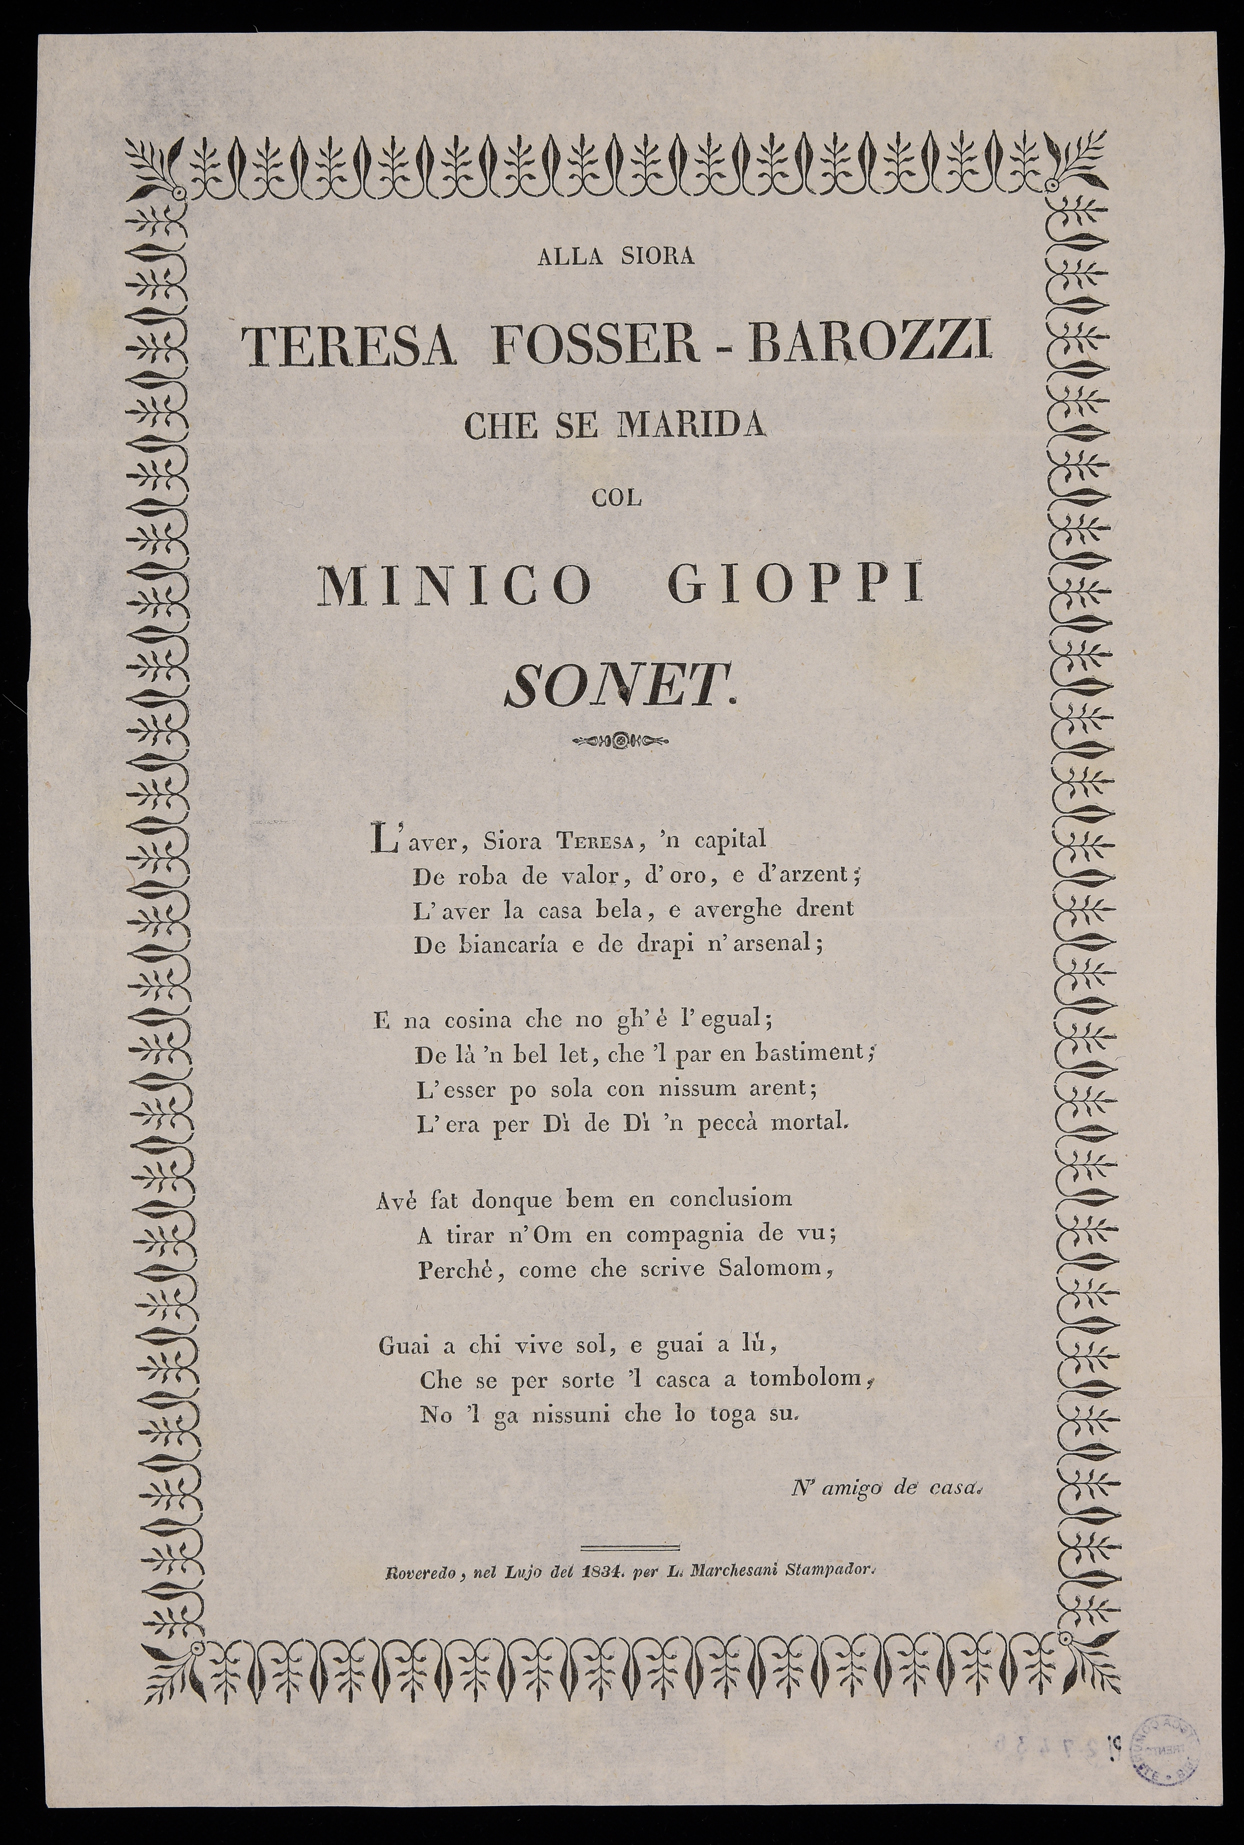 ALLA SIORA
TERESA FOSSER - BAROZZI
CHE SE MARIDA
COL
MINICO GIOPPI
SONET.
L'aver, Siora TERESA, 'n capital
De roba de valor, d'oro, e d'arzent;
L'aver la casa bela, e averghe drent
De biancaría e de drapi n'arsenal;
E na cosina che no gh'è l'egual;
De là 'n bel let, che 'l par en bastiment;
L'esser po sola con nissum arent;
L'era per Dì de Dì 'n peccà mortal.
Avè fat donque bem en conclusiom
A tirar n'Om en compagnia de vu;
Perchè, come che scrive Salomom,
Guai a chi vive sol, e guai a lù,
Che se per sorte 'l casca a tombolom,
No 'l ga nissuni che lo toga su.
N' amigo de casa.
Roveredo, nel Lujo del 1834. per L. Marchesani Stampador.